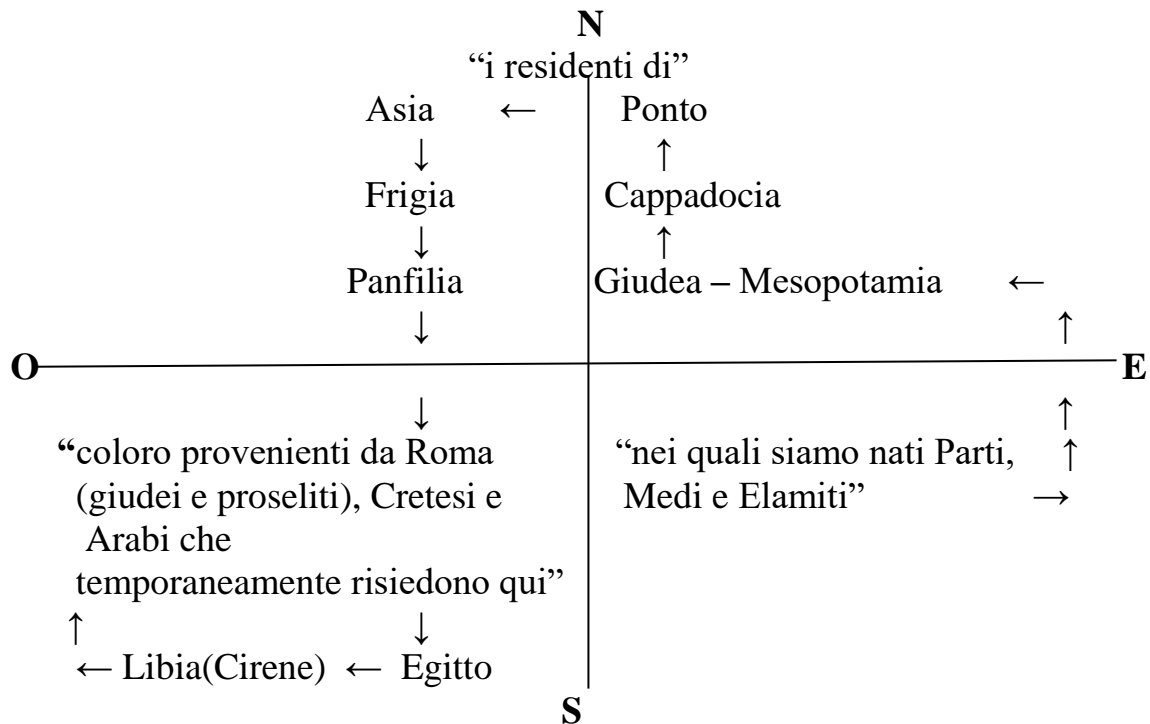 N
“i residenti di”
Asia ← Ponto
↓ ↑
Frigia Cappadocia
↓ ↑
Panfilia Giudea – Mesopotamia ←
↓ ↑
O E
↓ ↑
“coloro provenienti da Roma “nei quali siamo nati Parti, ↑
(giudei e proseliti), Cretesi e Medi e Elamiti” →
Arabi che
temporaneamente risiedono qui”
↑ ↓
← Libia(Cirene) ← Egitto
S